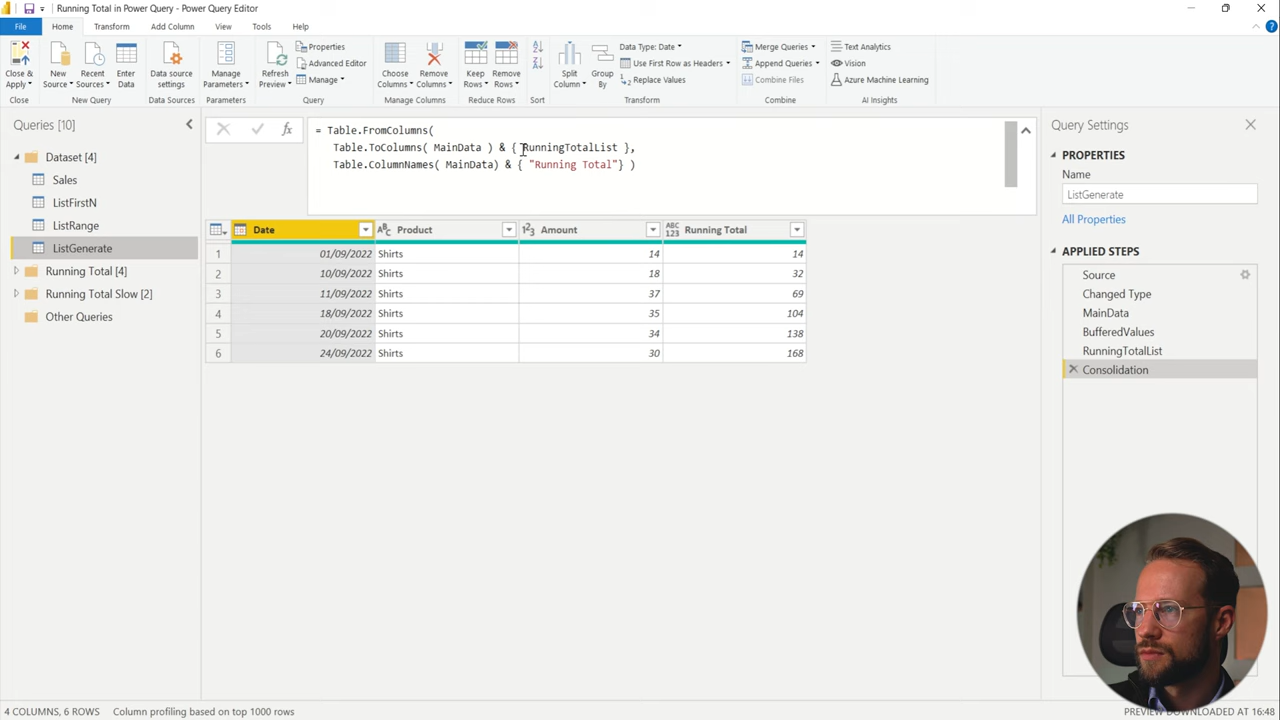 Running Total in Power Query - Power Query Editor
File Home Transform Add Column View Tools Help
Close & Apply
New Source
Recent Sources
Enter Data
Data source settings
Manage Parameters
Refresh Preview
Properties
Advanced Editor
Manage
Choose Columns
Remove Columns
Keep Rows
Remove Rows
Split Column
Group By
Data Type: Date
Use First Row as Headers
Replace Values
Merge Queries
Append Queries
Combine Files
Text Analytics
Vision
Azure Machine Learning
Close New Query Data Sources Parameters Query Manage Columns Reduce Rows Sort Transform Combine AI Insights
Queries [10]
Dataset [4]
Sales
ListFirstN
ListRange
ListGenerate
Running Total [4]
Running Total Slow [2]
Other Queries
fx
= Table.FromColumns(
Table.ToColumns( MainData ) & { RunningTotalList },
Table.ColumnNames( MainData) & { "Running Total"} )
Date ABC Product 123 Amount ABC 123 Running Total
1 01/09/2022 Shirts 14 14
2 10/09/2022 Shirts 18 32
3 11/09/2022 Shirts 37 69
4 18/09/2022 Shirts 35 104
5 20/09/2022 Shirts 34 138
6 24/09/2022 Shirts 30 168
Query Settings
PROPERTIES
Name
ListGenerate
All Properties
APPLIED STEPS
Source
Changed Type
MainData
BufferedValues
RunningTotalList
Consolidation
4 COLUMNS, 6 ROWS Column profiling based on top 1000 rows
PREVIEW DOWNLOADED AT 16:48